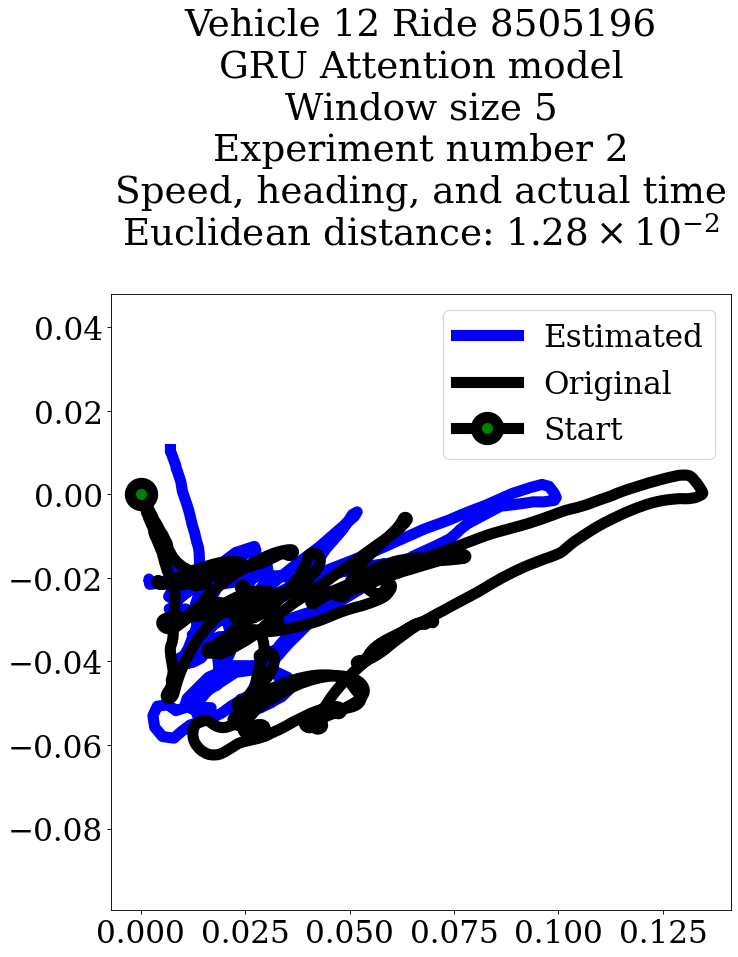 Vehicle 12 Ride 8505196
GRU Attention model
Window size 5
Experiment number 2
Speed, heading, and actual time
Euclidean distance: 1.28 × 10⁻²
Estimated
Original
Start
0.04
0.02
0.00
−0.02
−0.04
−0.06
−0.08
0.000 0.025 0.050 0.075 0.100 0.125